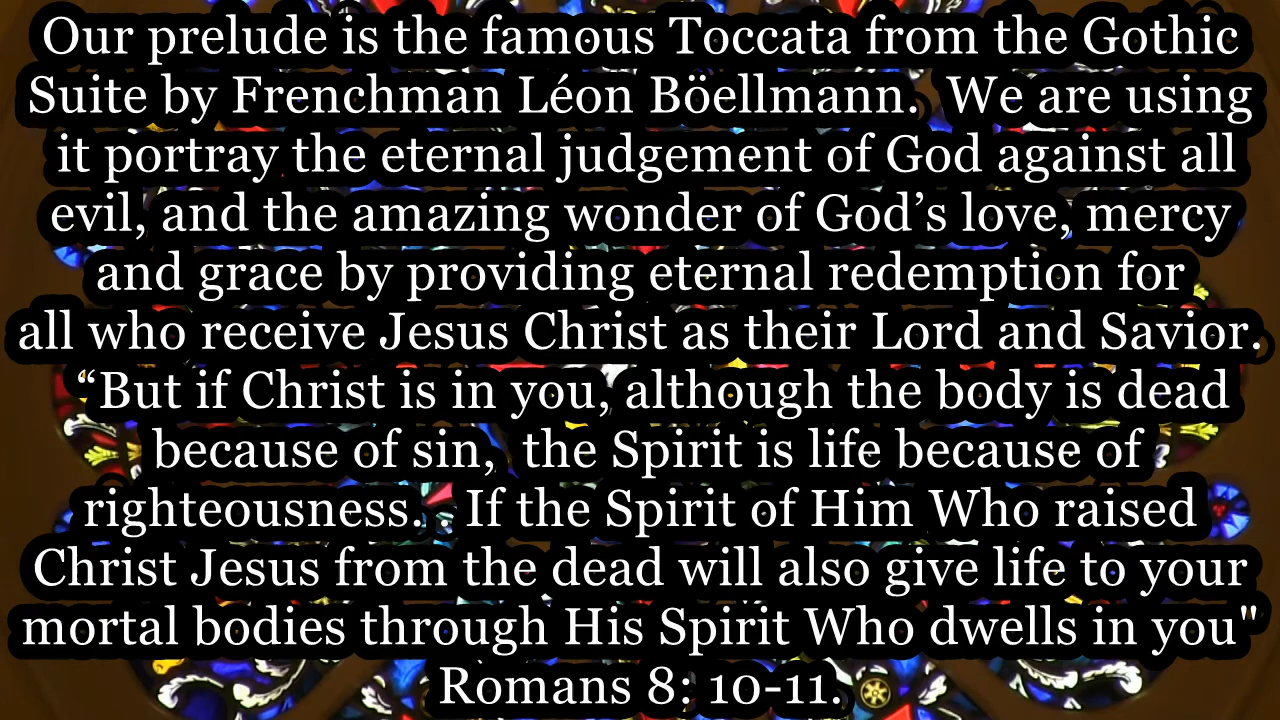 Our prelude is the famous Toccata from the Gothic
Suite by Frenchman Léon Böellmann.  We are using
it portray the eternal judgement of God against all
evil, and the amazing wonder of God’s love, mercy
and grace by providing eternal redemption for
all who receive Jesus Christ as their Lord and Savior.
“But if Christ is in you, although the body is dead
because of sin,  the Spirit is life because of
righteousness. . If the Spirit of Him Who raised
Christ Jesus from the dead will also give life to your
mortal bodies through His Spirit Who dwells in you"
Romans 8: 10-11.